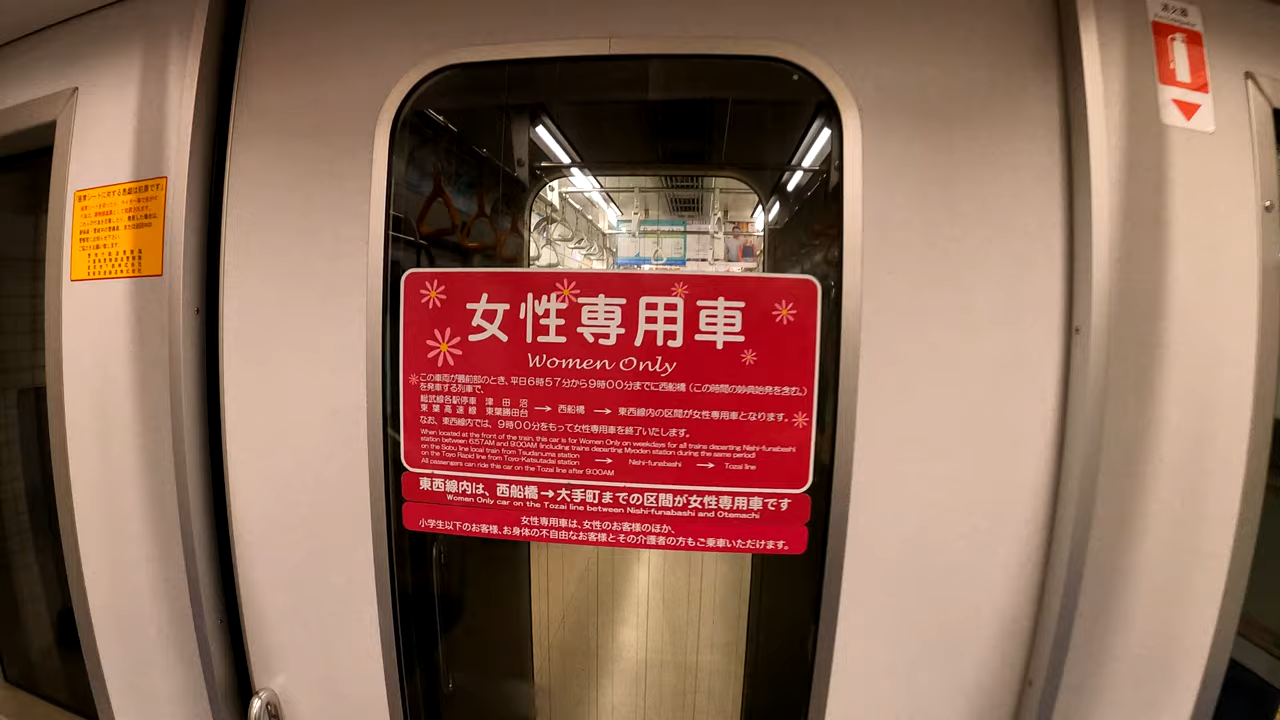 女性専用車
Women Only
この車両が最前部のとき、平日6時57分から9時00分までに西船橋（この時間の妙典始発を含む。）
を発車する列車で、
総武線各駅停車 津田沼
東葉高速線 東葉勝田台 → 西船橋 → 東西線内の区間が女性専用車となります。
なお、東西線内では、9時00分をもって女性専用車を終了いたします。
When located at the front of the train, this car is for Women Only on weekdays for all trains departing Nishi-funabashi
station between 6:57AM and 9:00AM (including trains departing Myoden station during the same period)
on the Sobu line local train from Tsudanuma station
on the Toyo Rapid line from Toyo-Katsutadai station → Nishi-funabashi → Tozai line
All passengers can ride this car on the Tozai line after 9:00AM
東西線内は、西船橋→大手町までの区間が女性専用車です
Women Only car on the Tozai line between Nishi-funabashi and Otemachi
女性専用車は、女性のお客様のほか、
小学生以下のお客様、お身体の不自由なお客様とその介護者の方もご乗車いただけます。
消火器